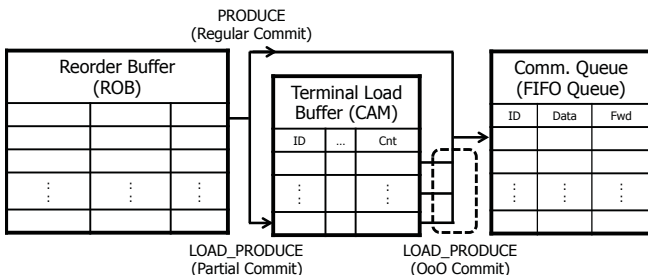 PRODUCE
(Regular Commit)
Reorder Buffer
(ROB)
Terminal Load
Buffer (CAM)
ID ... Cnt
Comm. Queue
(FIFO Queue)
ID Data Fwd
LOAD_PRODUCE
(Partial Commit)
LOAD_PRODUCE
(OoO Commit)